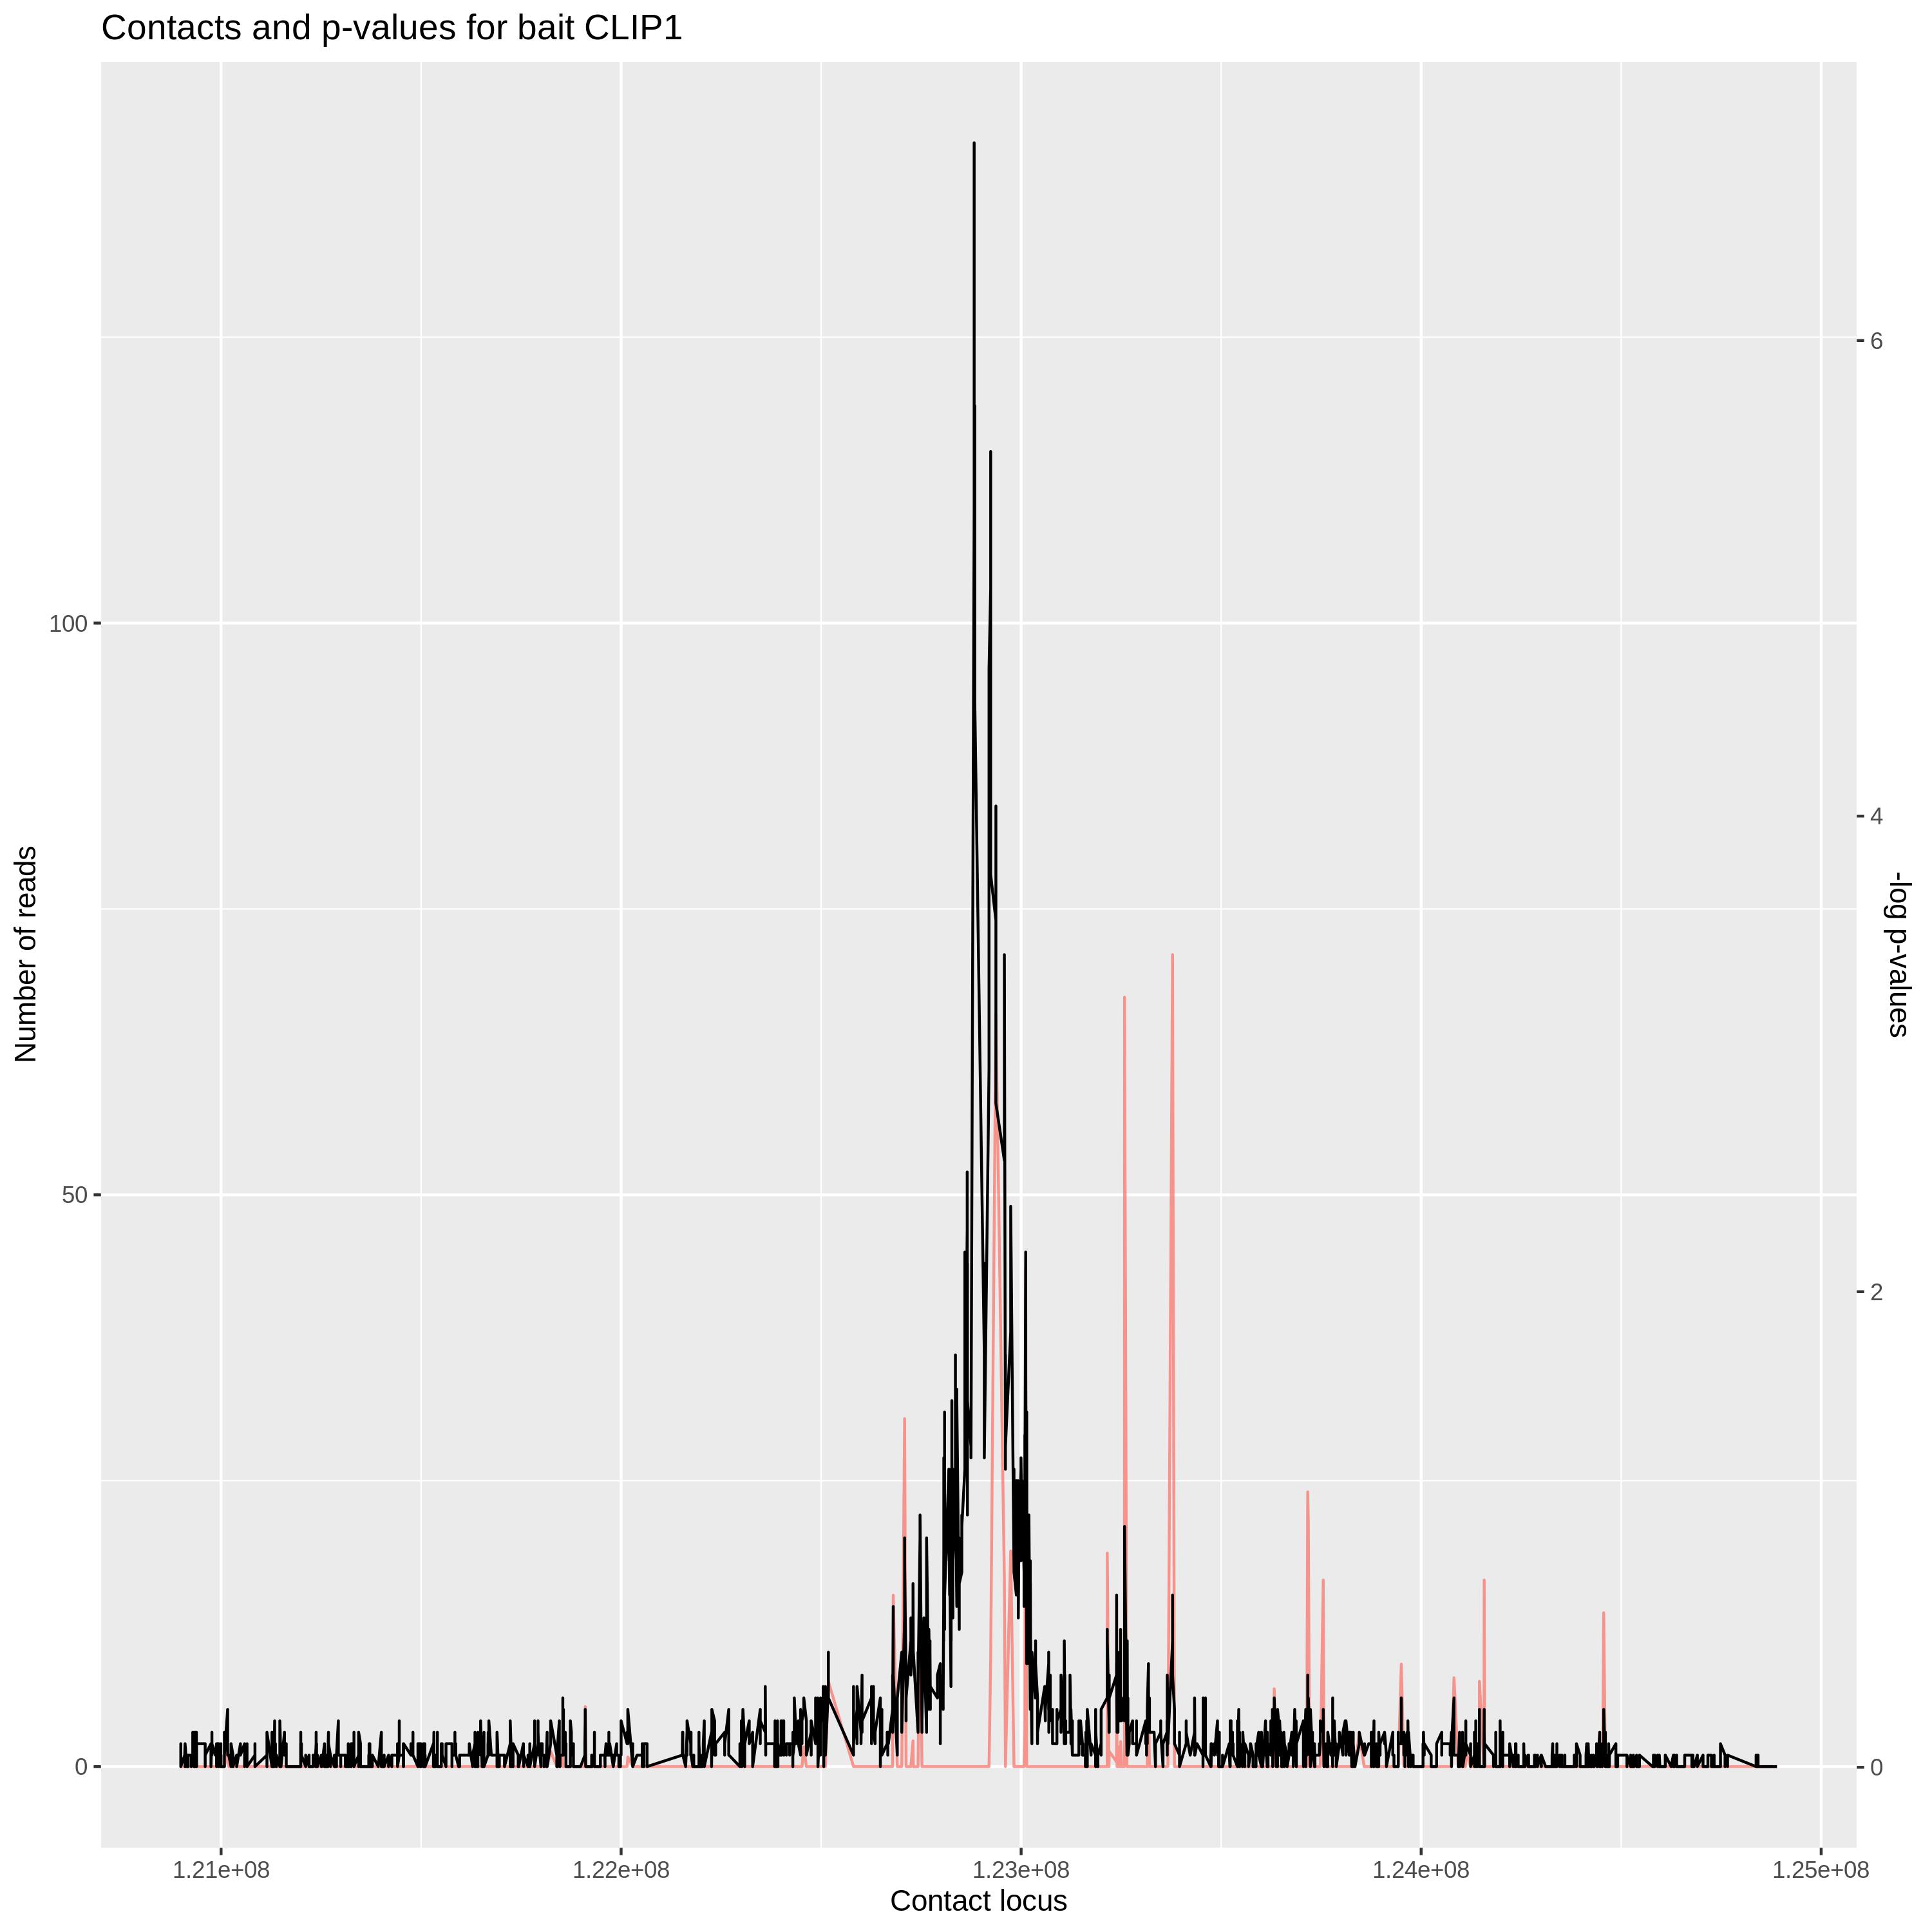 Contacts and p-values for bait CLIP1
Number of reads
100
50
0
6
4
2
0
-log p-values
1.21e+08
1.22e+08
1.23e+08
1.24e+08
1.25e+08
Contact locus